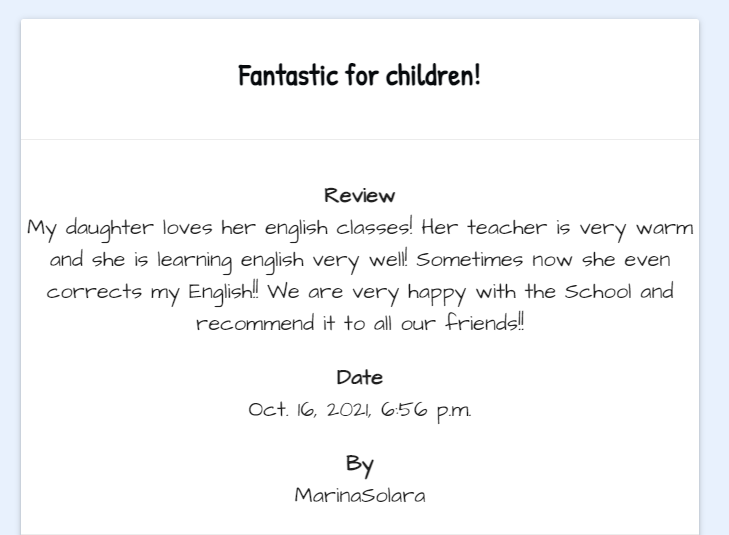 Fantastic for children!
Review
My daughter loves her english classes! Her teacher is very warm
and she is learning english very well! Sometimes now she even
corrects my English!! We are very happy with the School and
recommend it to all our friends!!
Date
Oct. 16, 2021, 6:56 p.m.
By
MarinaSolara